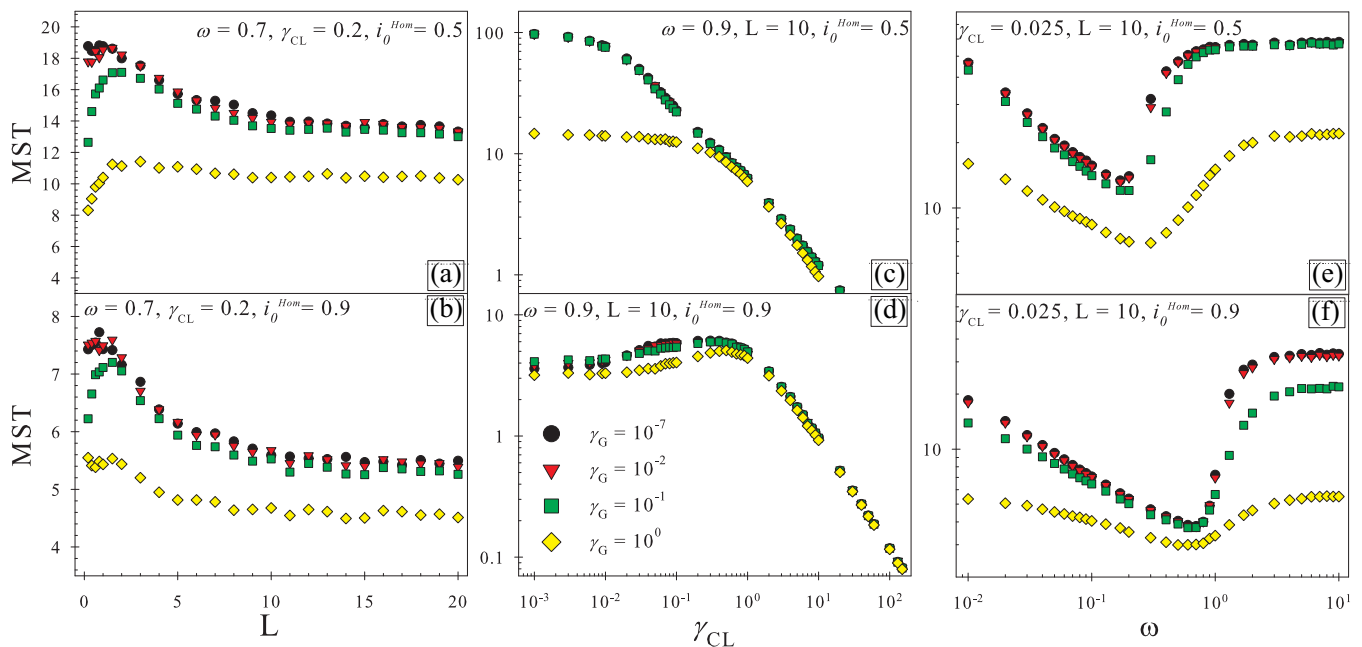 ω = 0.7, γCL = 0.2, i0Hom = 0.5
20
18
16
14
12
10
8
6
4
MST
(a)
ω = 0.7, γCL = 0.2, i0Hom = 0.9
8
7
6
5
4
MST
(b)
0
5
10
15
20
L
ω = 0.9, L = 10, i0Hom = 0.5
100
10
1
(c)
ω = 0.9, L = 10, i0Hom = 0.9
(d)
10
1
0.1
γG = 10-7
γG = 10-2
γG = 10-1
γG = 100
10-3
10-2
10-1
100
101
102
γCL
γCL = 0.025, L = 10, i0Hom = 0.5
10
(e)
γCL = 0.025, L = 10, i0Hom = 0.9
(f)
10
10-2
10-1
100
101
ω